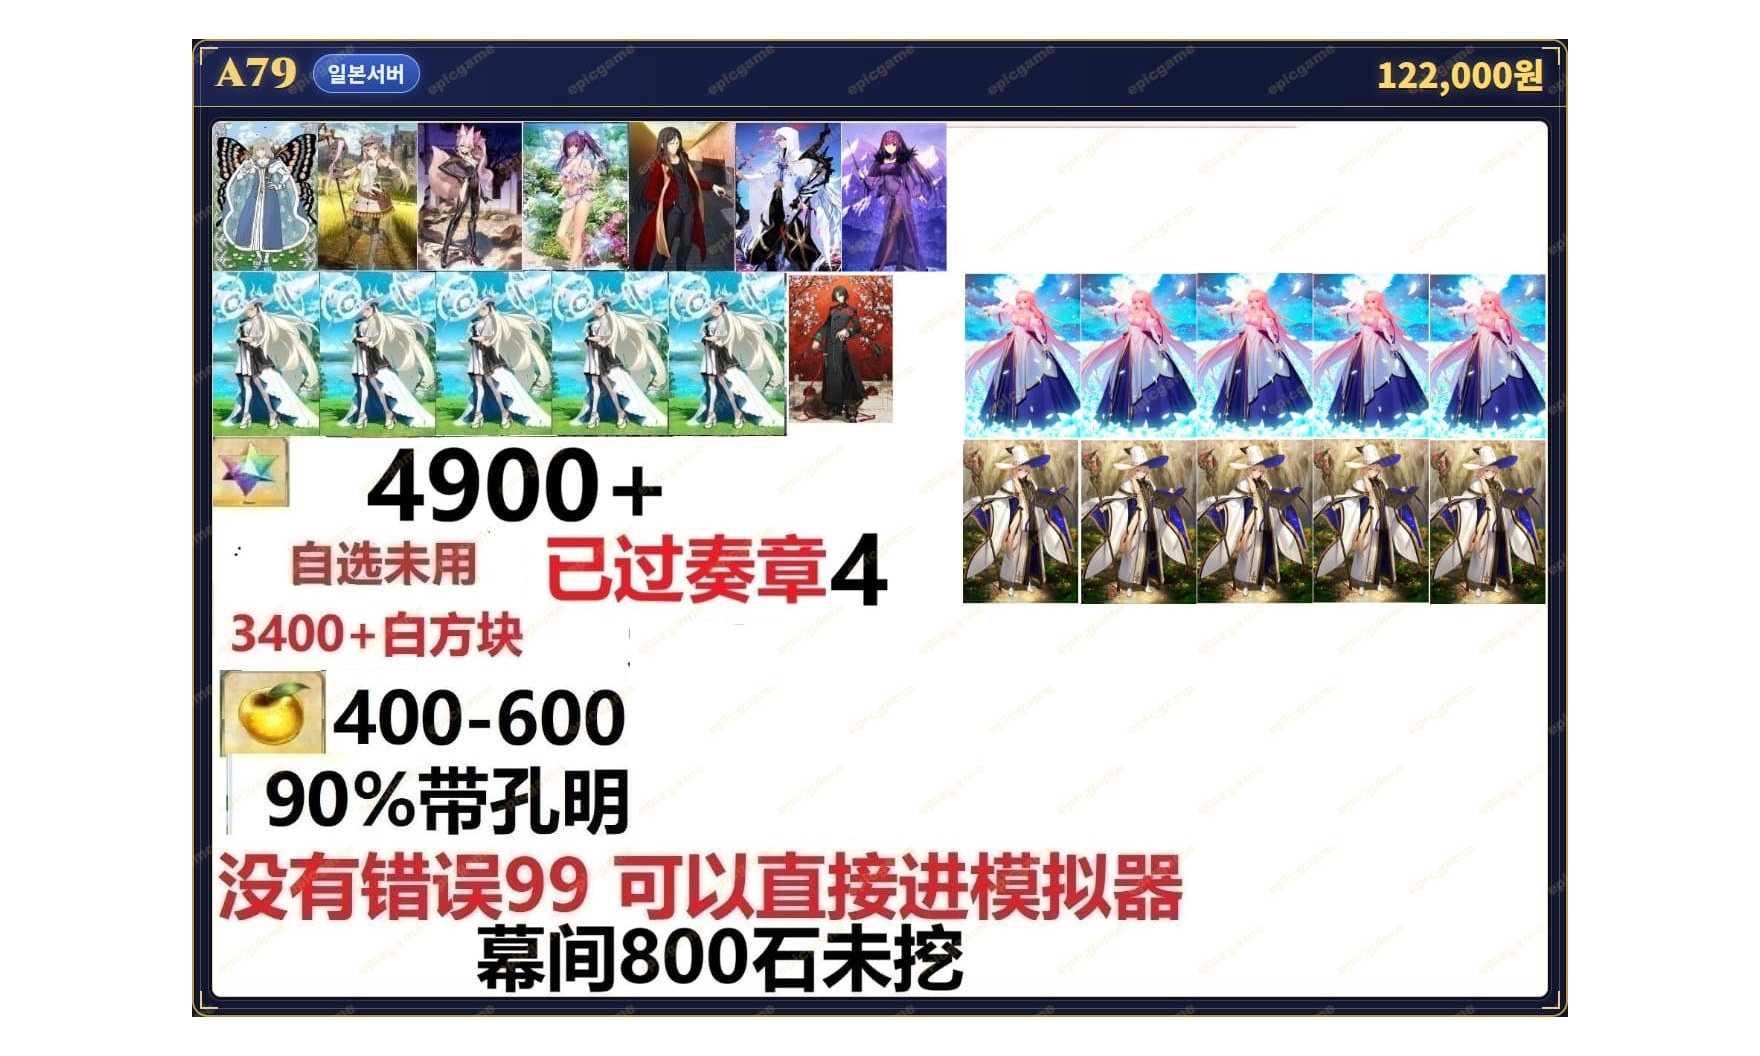 A79 일본서버 122,000원
4900+
自选未用 已过奏章4
3400+白方块
400-600
90%带孔明
没有错误99 可以直接进模拟器
幕间800石未挖
epicgame